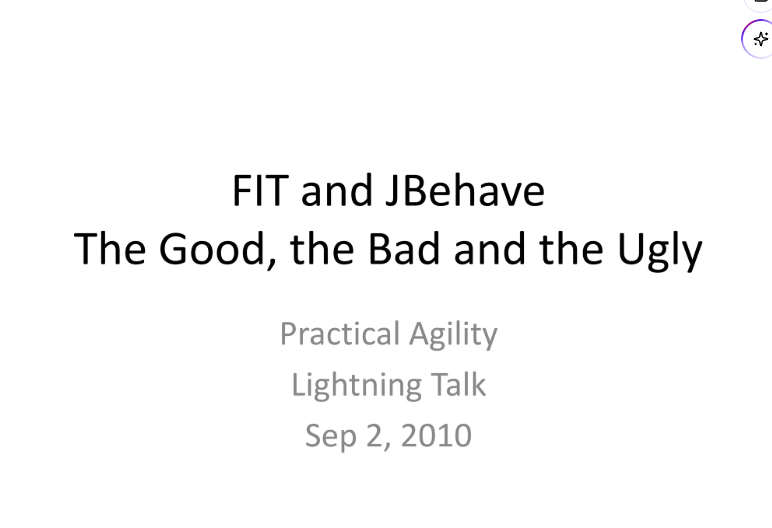 FIT and JBehave
The Good, the Bad and the Ugly
Practical Agility
Lightning Talk
Sep 2, 2010